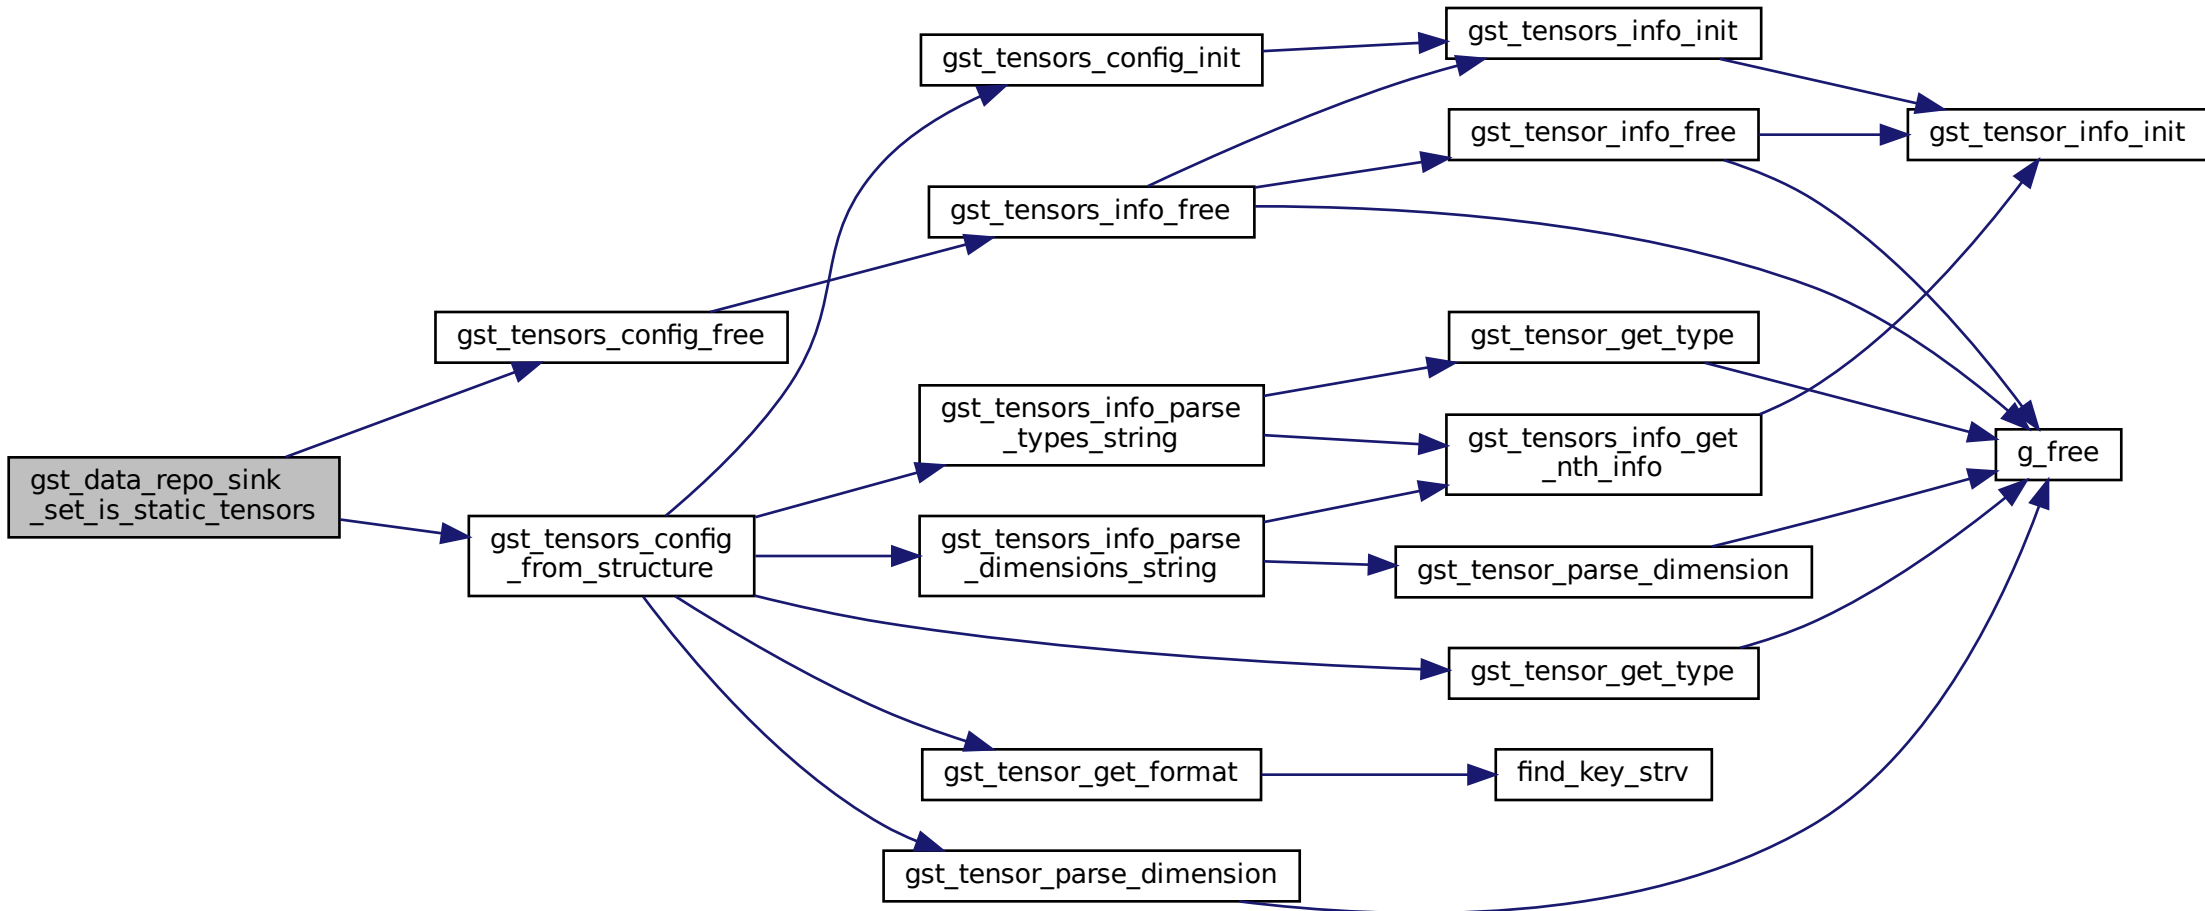 gst_data_repo_sink
_set_is_static_tensors
gst_tensors_config_free
gst_tensors_config
_from_structure
gst_tensors_config_init
gst_tensors_info_free
gst_tensors_info_parse
_types_string
gst_tensors_info_parse
_dimensions_string
gst_tensor_get_format
gst_tensor_parse_dimension
gst_tensors_info_init
gst_tensor_info_free
gst_tensor_get_type
gst_tensors_info_get
_nth_info
gst_tensor_parse_dimension
gst_tensor_get_type
find_key_strv
gst_tensor_info_init
g_free